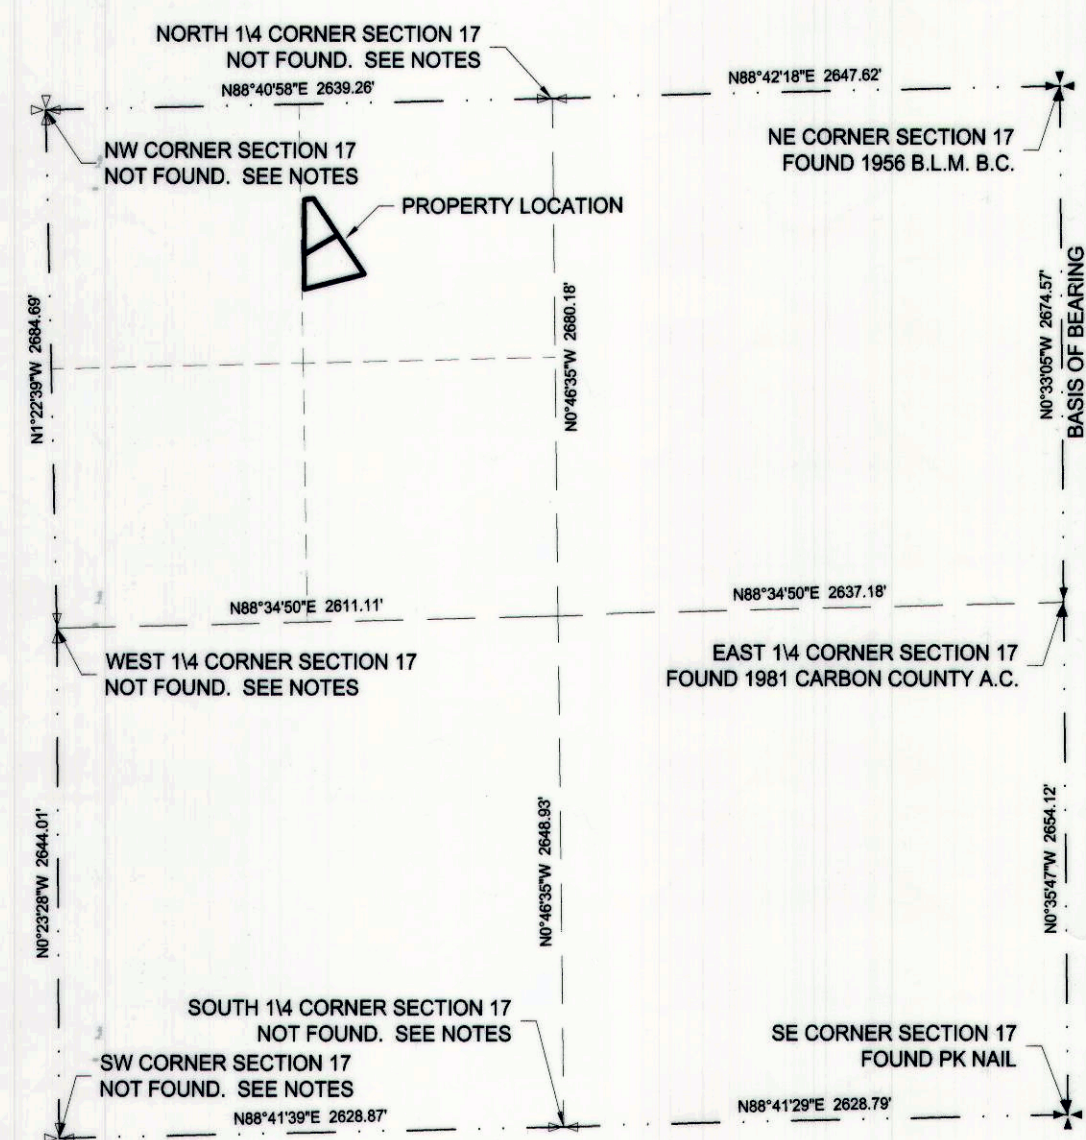 NORTH 1\4 CORNER SECTION 17
NOT FOUND. SEE NOTES
N88°40'58"E 2639.26'
N88°42'18"E 2647.62'
NW CORNER SECTION 17
NOT FOUND. SEE NOTES
NE CORNER SECTION 17
FOUND 1956 B.L.M. B.C.
PROPERTY LOCATION
N1°22'39"W 2684.69'
N0°46'35"W 2680.18'
N0°33'05"W 2674.57'
BASIS OF BEARING
N88°34'50"E 2611.11'
N88°34'50"E 2637.18'
WEST 1\4 CORNER SECTION 17
NOT FOUND. SEE NOTES
EAST 1\4 CORNER SECTION 17
FOUND 1981 CARBON COUNTY A.C.
N0°23'28"W 2644.01'
N0°46'35"W 2648.93'
N0°35'47"W 2654.12'
SOUTH 1\4 CORNER SECTION 17
NOT FOUND. SEE NOTES
SW CORNER SECTION 17
NOT FOUND. SEE NOTES
SE CORNER SECTION 17
FOUND PK NAIL
N88°41'39"E 2628.87'
N88°41'29"E 2628.79'